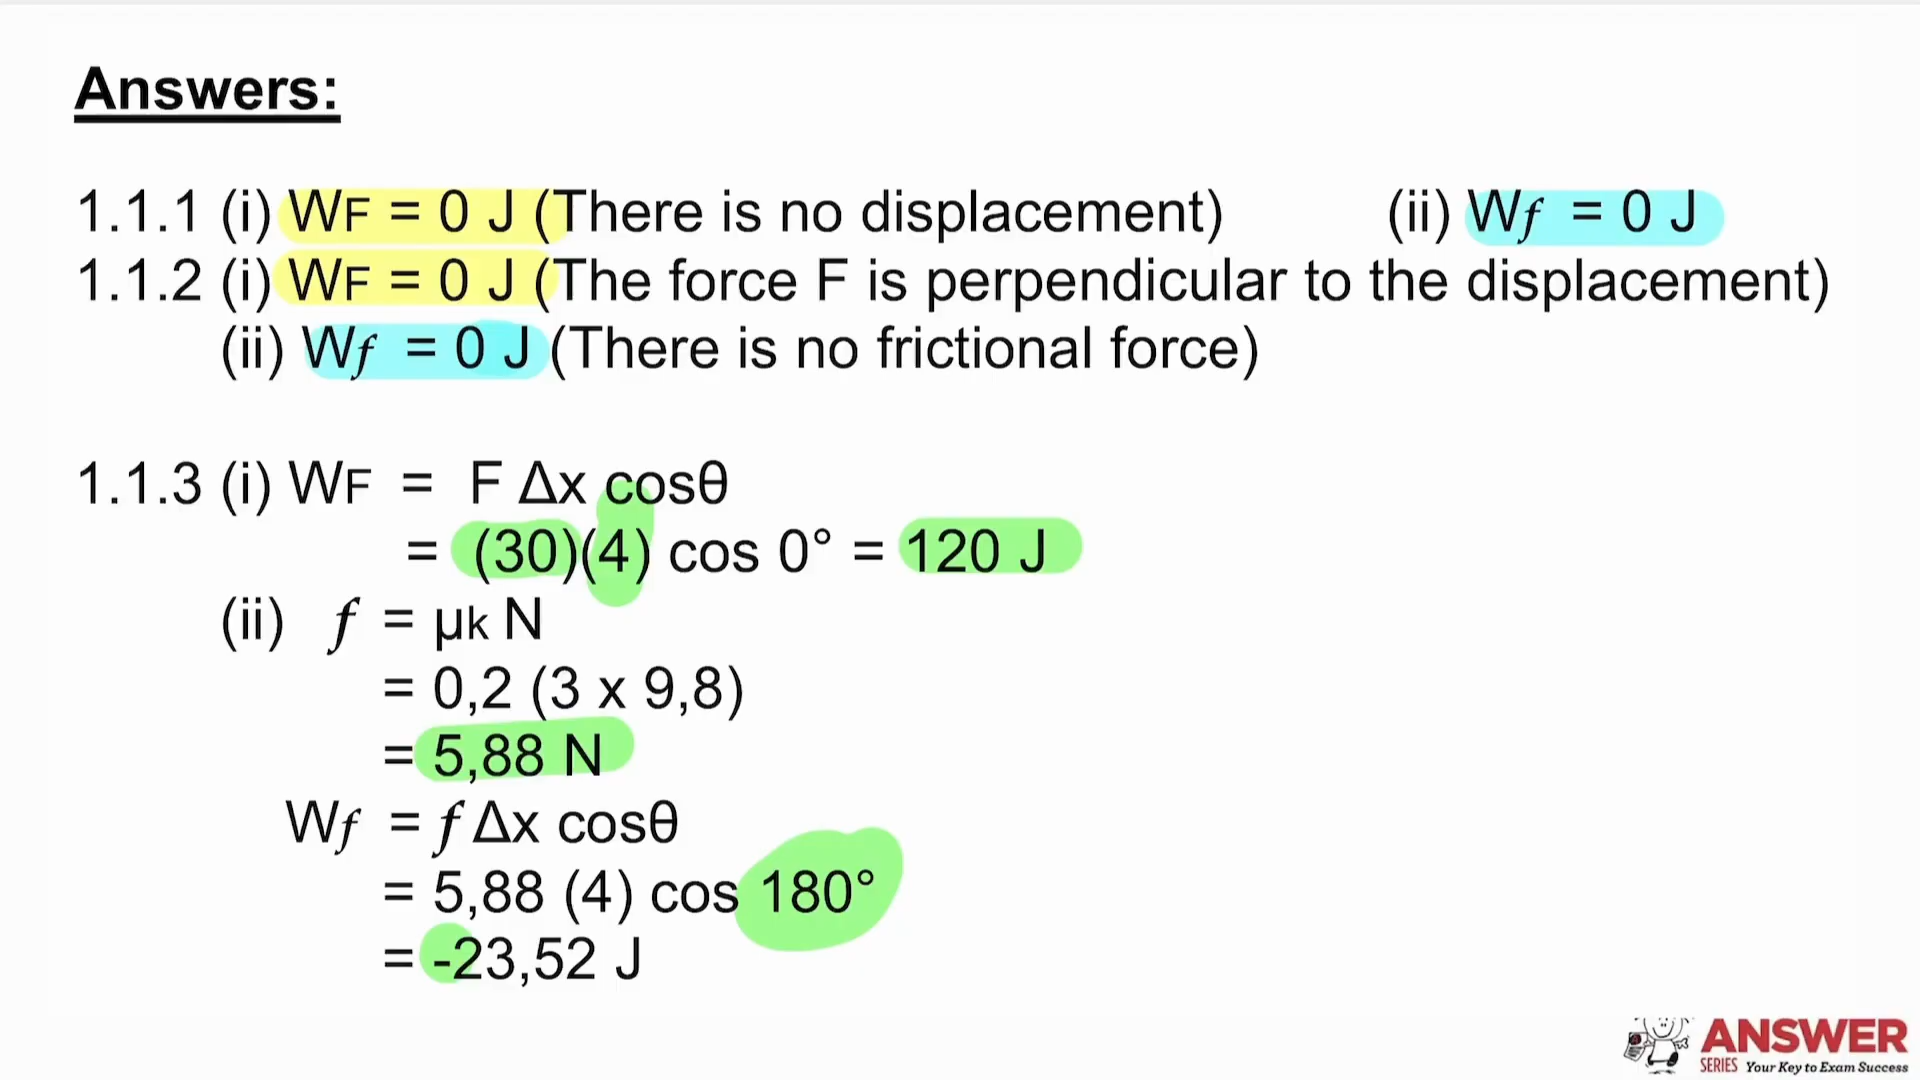 Answers:
1.1.1 (i) WF = 0 J (There is no displacement) (ii) Wf = 0 J
1.1.2 (i) WF = 0 J (The force F is perpendicular to the displacement)
(ii) Wf = 0 J (There is no frictional force)
1.1.3 (i) WF = F Δx cosθ
= (30)(4) cos 0° = 120 J
(ii) f = μk N
= 0,2 (3 x 9,8)
= 5,88 N
Wf = f Δx cosθ
= 5,88 (4) cos 180°
= -23,52 J
ANSWER
SERIES Your Key to Exam Success